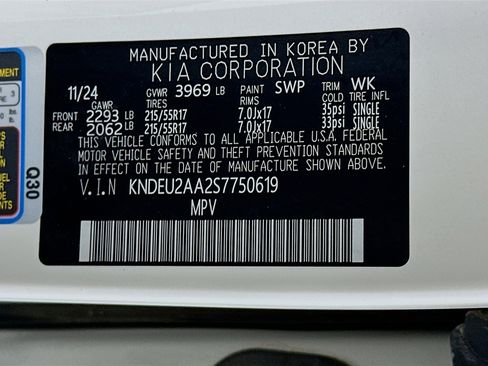 MANUFACTURED IN KOREA BY
KIA CORPORATION
11/24 GVWR 3969 LB PAINT SWP TRIM WK
GAWR TIRES RIMS COLD TIRE INFL
FRONT 2293 LB 215/55R17 7.0Jx17 35psi SINGLE
REAR 2062 LB 215/55R17 7.0Jx17 33psi SINGLE
THIS VEHICLE CONFORMS TO ALL APPLICABLE U.S.A. FEDERAL
MOTOR VEHICLE SAFETY AND THEFT PREVENTION STANDARDS
IN EFFECT ON THE DATE OF MANUFACTURE SHOWN ABOVE.
V.I.N KNDEU2AA2S7750619
MPV
Q30